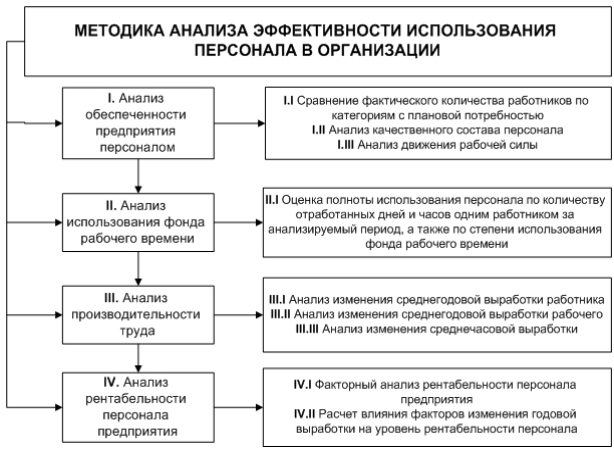 МЕТОДИКА АНАЛИЗА ЭФФЕКТИВНОСТИ ИСПОЛЬЗОВАНИЯ
ПЕРСОНАЛА В ОРГАНИЗАЦИИ
I. Анализ
обеспеченности
предприятия
персоналом
I.I Сравнение фактического количества работников по
категориям с плановой потребностью
I.II Анализ качественного состава персонала
I.III Анализ движения рабочей силы
II. Анализ
использования фонда
рабочего времени
II.I Оценка полноты использования персонала по количеству
отработанных дней и часов одним работником за
анализируемый период, а также по степени использования
фонда рабочего времени
III. Анализ
производительности
труда
III.I Анализ изменения среднегодовой выработки работника
III.II Анализ изменения среднегодовой выработки рабочего
III.III Анализ изменения среднечасовой выработки
IV. Анализ
рентабельности
персонала
предприятия
IV.I Факторный анализ рентабельности персонала
предприятия
IV.II Расчет влияния факторов изменения годовой
выработки на уровень рентабельности персонала